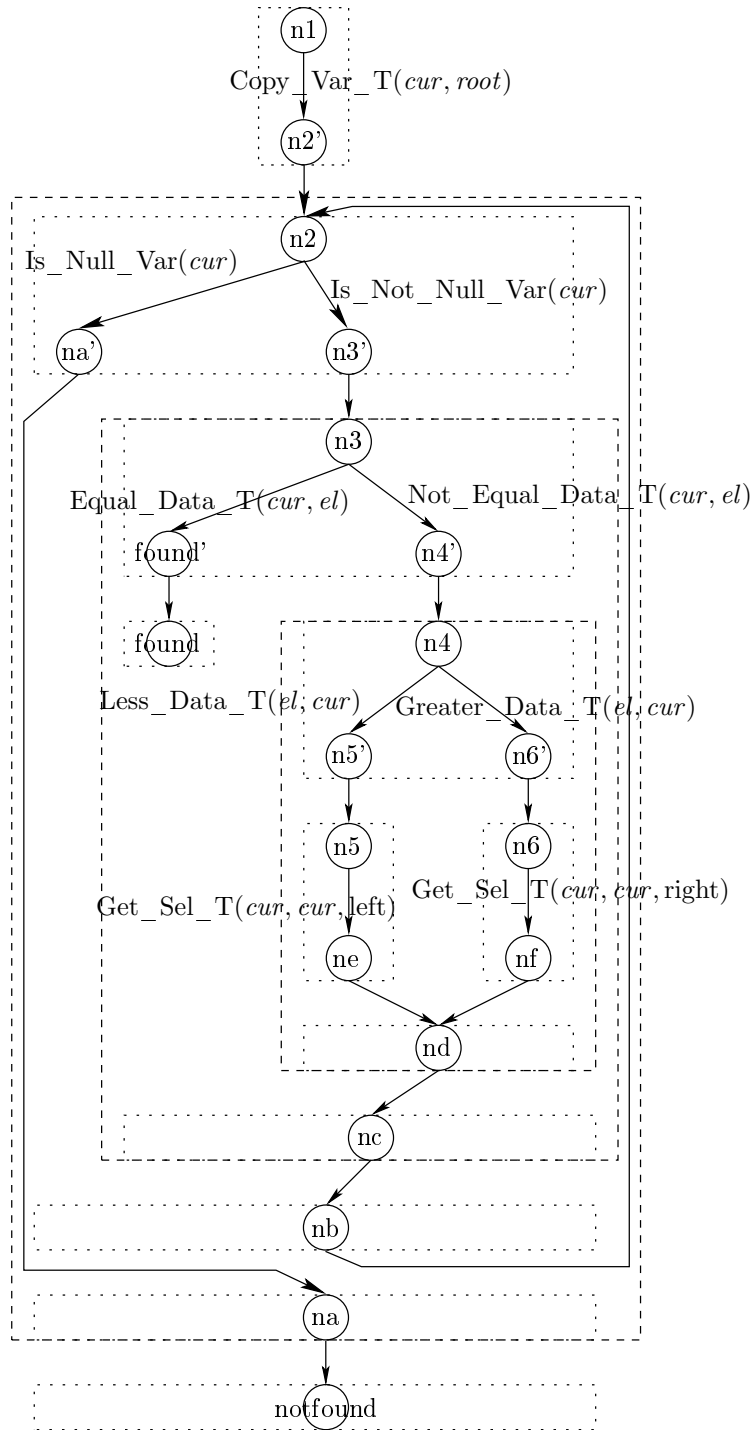 n1
Copy_Var_T(cur, root)
n2'
n2
Is_Null_Var(cur)
Is_Not_Null_Var(cur)
na'
n3'
n3
Equal_Data_T(cur, el)
Not_Equal_Data_T(cur, el)
found'
n4'
found
n4
Less_Data_T(el, cur)
Greater_Data_T(el, cur)
n5'
n6'
n5
n6
Get_Sel_T(cur, cur, left)
Get_Sel_T(cur, cur, right)
ne
nf
nd
nc
nb
na
notfound